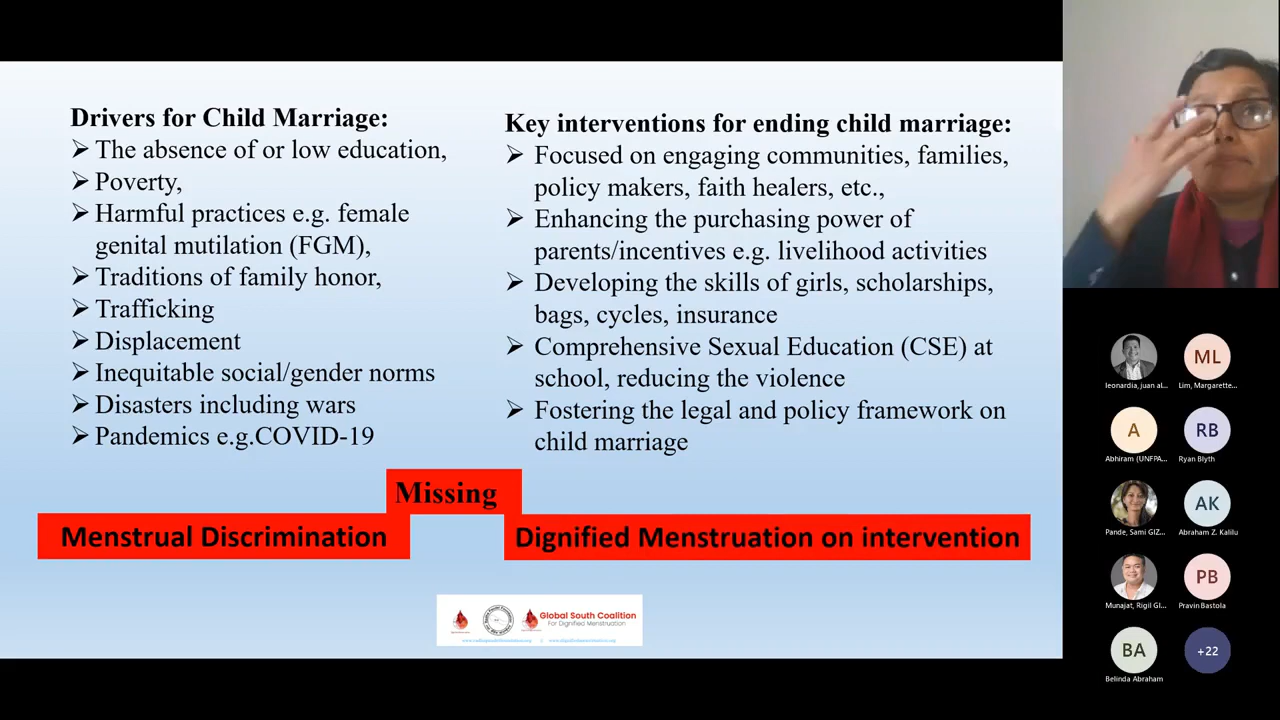 Drivers for Child Marriage:
The absence of or low education,
Poverty,
Harmful practices e.g. female
genital mutilation (FGM),
Traditions of family honor,
Trafficking
Displacement
Inequitable social/gender norms
Disasters including wars
Pandemics e.g.COVID-19
Key interventions for ending child marriage:
Focused on engaging communities, families,
policy makers, faith healers, etc.,
Enhancing the purchasing power of
parents/incentives e.g. livelihood activities
Developing the skills of girls, scholarships,
bags, cycles, insurance
Comprehensive Sexual Education (CSE) at
school, reducing the violence
Fostering the legal and policy framework on
child marriage
Missing
Menstrual Discrimination
Dignified Menstruation on intervention
Global South Coalition
For Dignified Menstruation
leonardia, juan al...
ML
Lim, Margarette...
A
Abhiram (UNFPA...
RB
Ryan Blyth
Pande, Sami GIZ...
AK
Abraham Z. Kalilu
Munajat, Rigil GI...
PB
Pravin Bastola
BA
Belinda Abraham
+22